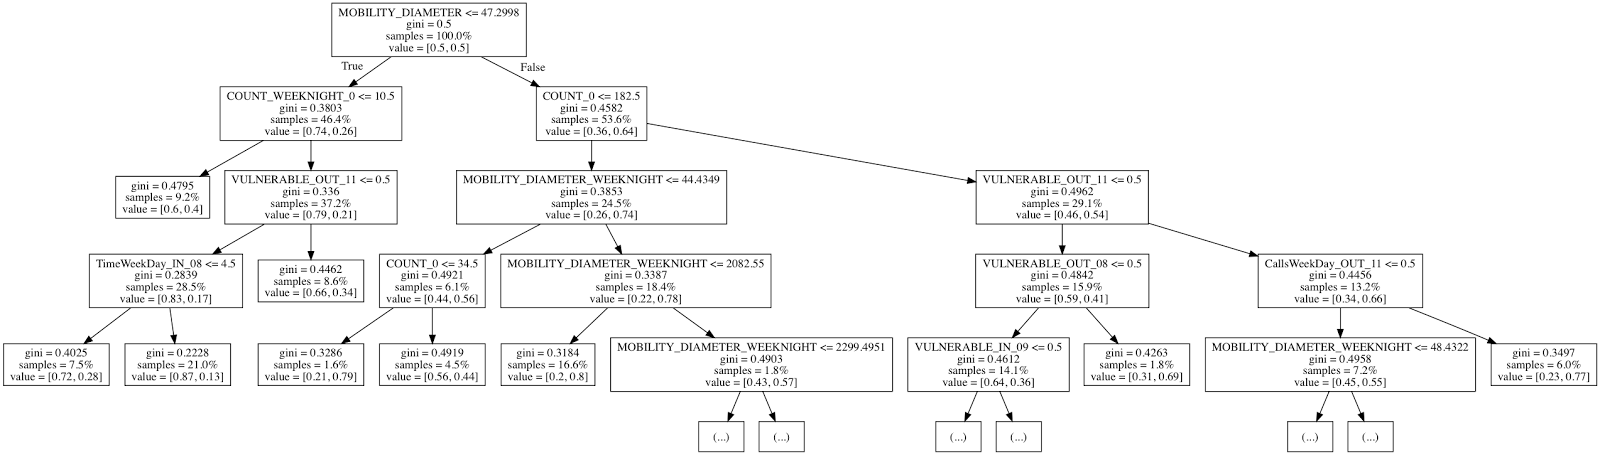 MOBILITY_DIAMETER <= 47.2998
gini = 0.5
samples = 100.0%
value = [0.5, 0.5]
True
False
COUNT_WEEKNIGHT_0 <= 10.5
gini = 0.3803
samples = 46.4%
value = [0.74, 0.26]
COUNT_0 <= 182.5
gini = 0.4582
samples = 53.6%
value = [0.36, 0.64]
gini = 0.4795
samples = 9.2%
value = [0.6, 0.4]
VULNERABLE_OUT_11 <= 0.5
gini = 0.336
samples = 37.2%
value = [0.79, 0.21]
MOBILITY_DIAMETER_WEEKNIGHT <= 44.4349
gini = 0.3853
samples = 24.5%
value = [0.26, 0.74]
VULNERABLE_OUT_11 <= 0.5
gini = 0.4962
samples = 29.1%
value = [0.46, 0.54]
TimeWeekDay_IN_08 <= 4.5
gini = 0.2839
samples = 28.5%
value = [0.83, 0.17]
gini = 0.4462
samples = 8.6%
value = [0.66, 0.34]
COUNT_0 <= 34.5
gini = 0.4921
samples = 6.1%
value = [0.44, 0.56]
MOBILITY_DIAMETER_WEEKNIGHT <= 2082.55
gini = 0.3387
samples = 18.4%
value = [0.22, 0.78]
VULNERABLE_OUT_08 <= 0.5
gini = 0.4842
samples = 15.9%
value = [0.59, 0.41]
CallsWeekDay_OUT_11 <= 0.5
gini = 0.4456
samples = 13.2%
value = [0.34, 0.66]
gini = 0.4025
samples = 7.5%
value = [0.72, 0.28]
gini = 0.2228
samples = 21.0%
value = [0.87, 0.13]
gini = 0.3286
samples = 1.6%
value = [0.21, 0.79]
gini = 0.4919
samples = 4.5%
value = [0.56, 0.44]
gini = 0.3184
samples = 16.6%
value = [0.2, 0.8]
MOBILITY_DIAMETER_WEEKNIGHT <= 2299.4951
gini = 0.4903
samples = 1.8%
value = [0.43, 0.57]
VULNERABLE_IN_09 <= 0.5
gini = 0.4612
samples = 14.1%
value = [0.64, 0.36]
gini = 0.4263
samples = 1.8%
value = [0.31, 0.69]
MOBILITY_DIAMETER_WEEKNIGHT <= 48.4322
gini = 0.4958
samples = 7.2%
value = [0.45, 0.55]
gini = 0.3497
samples = 6.0%
value = [0.23, 0.77]
(...)
(...)
(...)
(...)
(...)
(...)